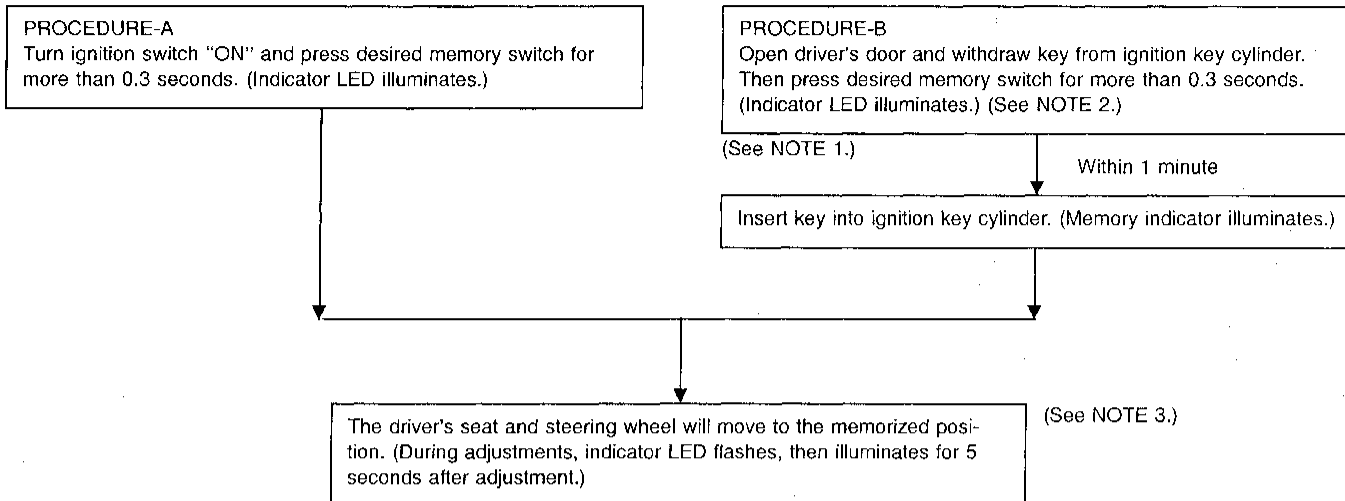 PROCEDURE-A
Turn ignition switch "ON" and press desired memory switch for
more than 0.3 seconds. (Indicator LED illuminates.)
PROCEDURE-B
Open driver's door and withdraw key from ignition key cylinder.
Then press desired memory switch for more than 0.3 seconds.
(Indicator LED illuminates.) (See NOTE 2.)
(See NOTE 1.)
Within 1 minute
Insert key into ignition key cylinder. (Memory indicator illuminates.)
The driver's seat and steering wheel will move to the memorized posi-
tion. (During adjustments, indicator LED flashes, then illuminates for 5
seconds after adjustment.)
(See NOTE 3.)